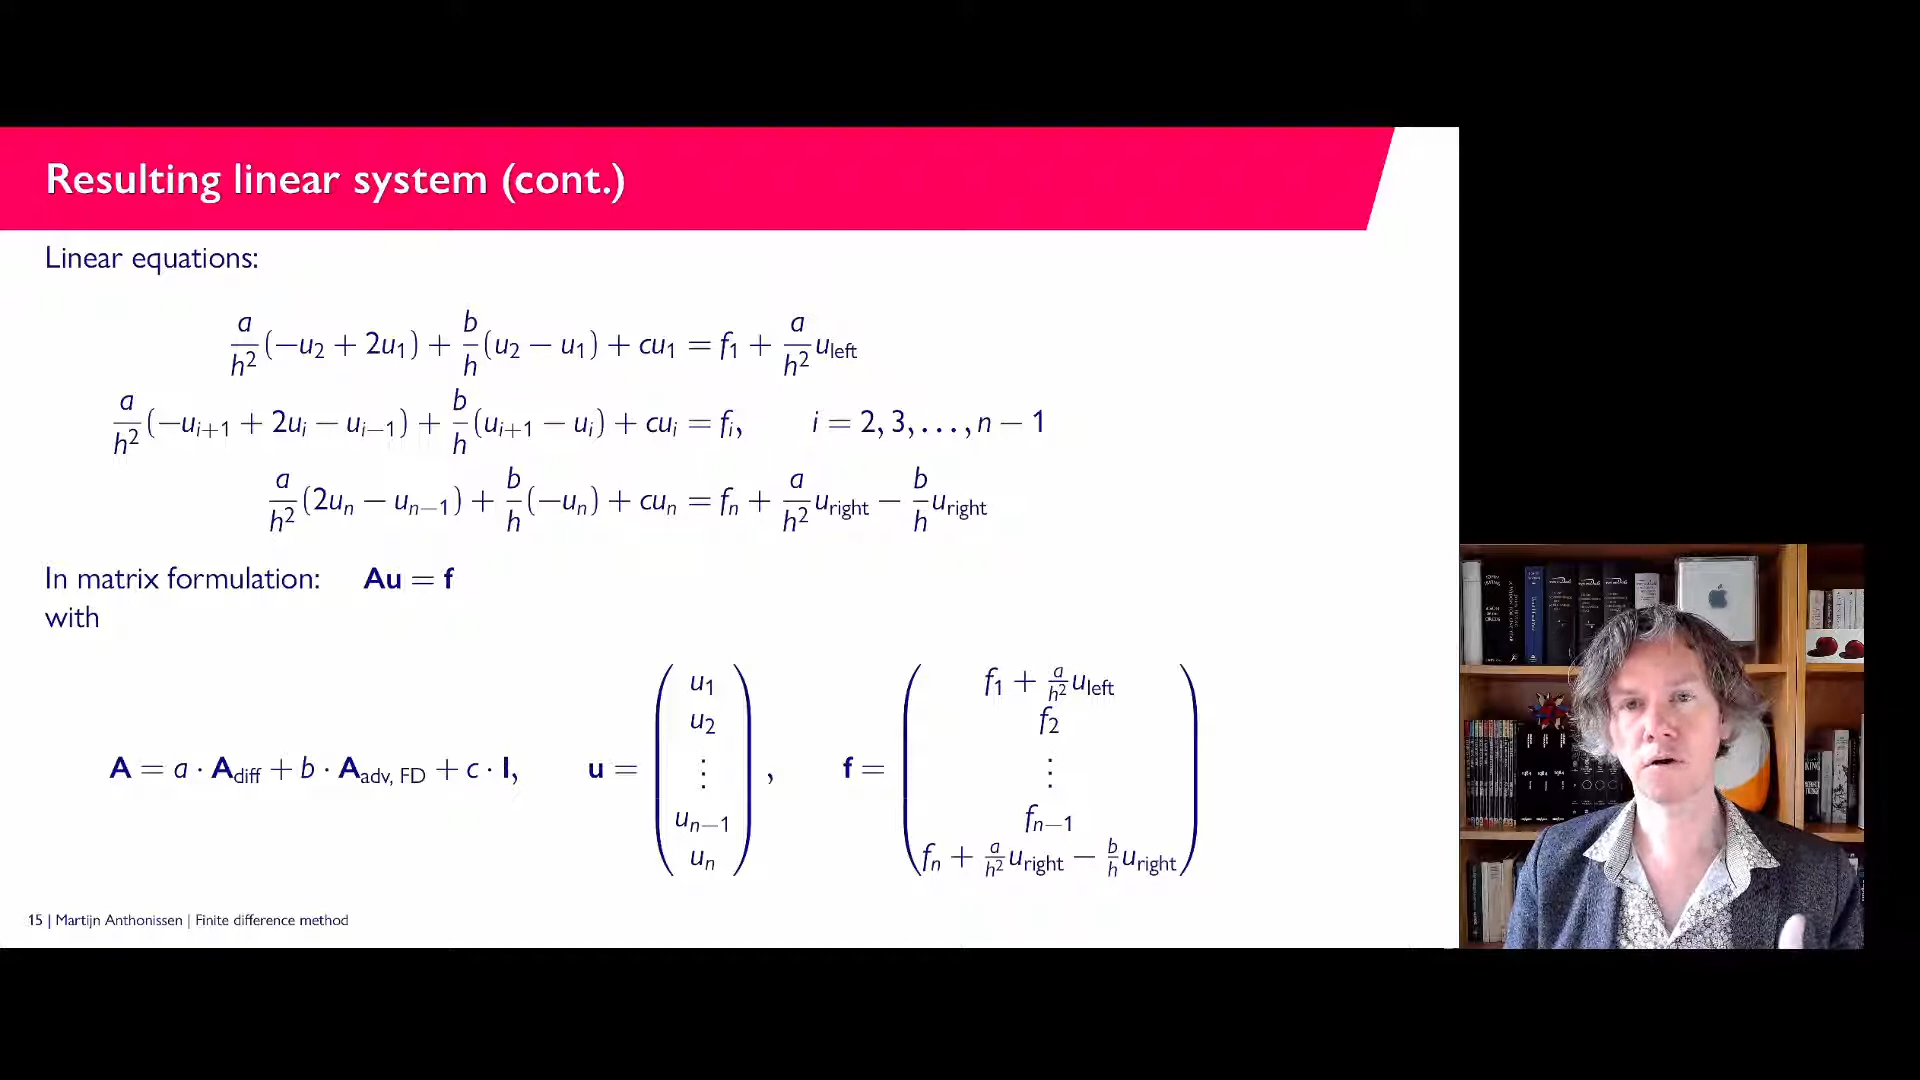 Resulting linear system (cont.)
Linear equations:
a/h² (−u₂ + 2u₁) + b/h (u₂ − u₁) + cu₁ = f₁ + a/h² u_left
a/h² (−u_{i+1} + 2u_i − u_{i−1}) + b/h (u_{i+1} − u_i) + cu_i = f_i,    i = 2, 3, . . . , n − 1
a/h² (2u_n − u_{n−1}) + b/h (−u_n) + cu_n = f_n + a/h² u_right − b/h u_right
In matrix formulation: Au = f
with
A = a · A_diff + b · A_adv, FD + c · I,    u = ( u₁ u₂ ⋮ u_{n−1} u_n ),    f = ( f₁ + a/h² u_left f₂ ⋮ f_{n−1} f_n + a/h² u_right − b/h u_right )
15 | Martijn Anthonissen | Finite difference method